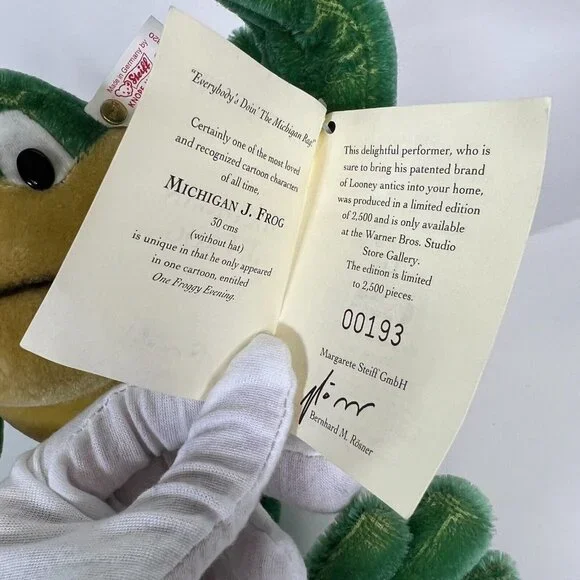 Made in Germany by
Steiff
KNOPF
"Everybody's Doin' The Michigan Rag!"
Certainly one of the most loved
and recognized cartoon characters
of all time,
MICHIGAN J. FROG
30 cms
(without hat)
is unique in that he only appeared
in one cartoon, entitled
One Froggy Evening.
This delightful performer, who is
sure to bring his patented brand
of Looney antics into your home,
was produced in a limited edition
of 2,500 and is only available
at the Warner Bros. Studio
Store Gallery.
The edition is limited
to 2,500 pieces.
00193
Margarete Steiff GmbH
Bernhard M. Rösner